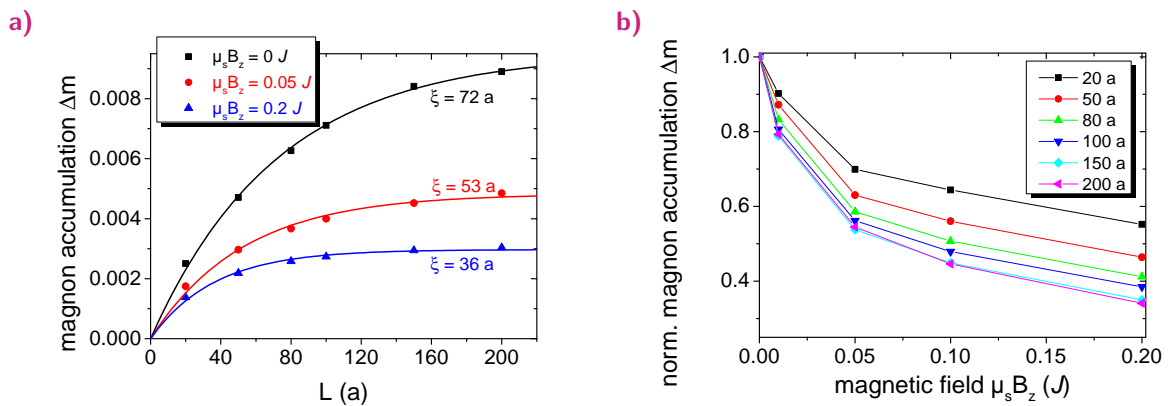 a)
magnon accumulation Δm
0.008
0.006
0.004
0.002
0.000
μsBz = 0 J
μsBz = 0.05 J
μsBz = 0.2 J
ξ = 72 a
ξ = 53 a
ξ = 36 a
0 40 80 120 160 200
L (a)
b)
norm. magnon accumulation Δm
1.0
0.8
0.6
0.4
20 a
50 a
80 a
100 a
150 a
200 a
0.00 0.05 0.10 0.15 0.20
magnetic field μsBz (J)